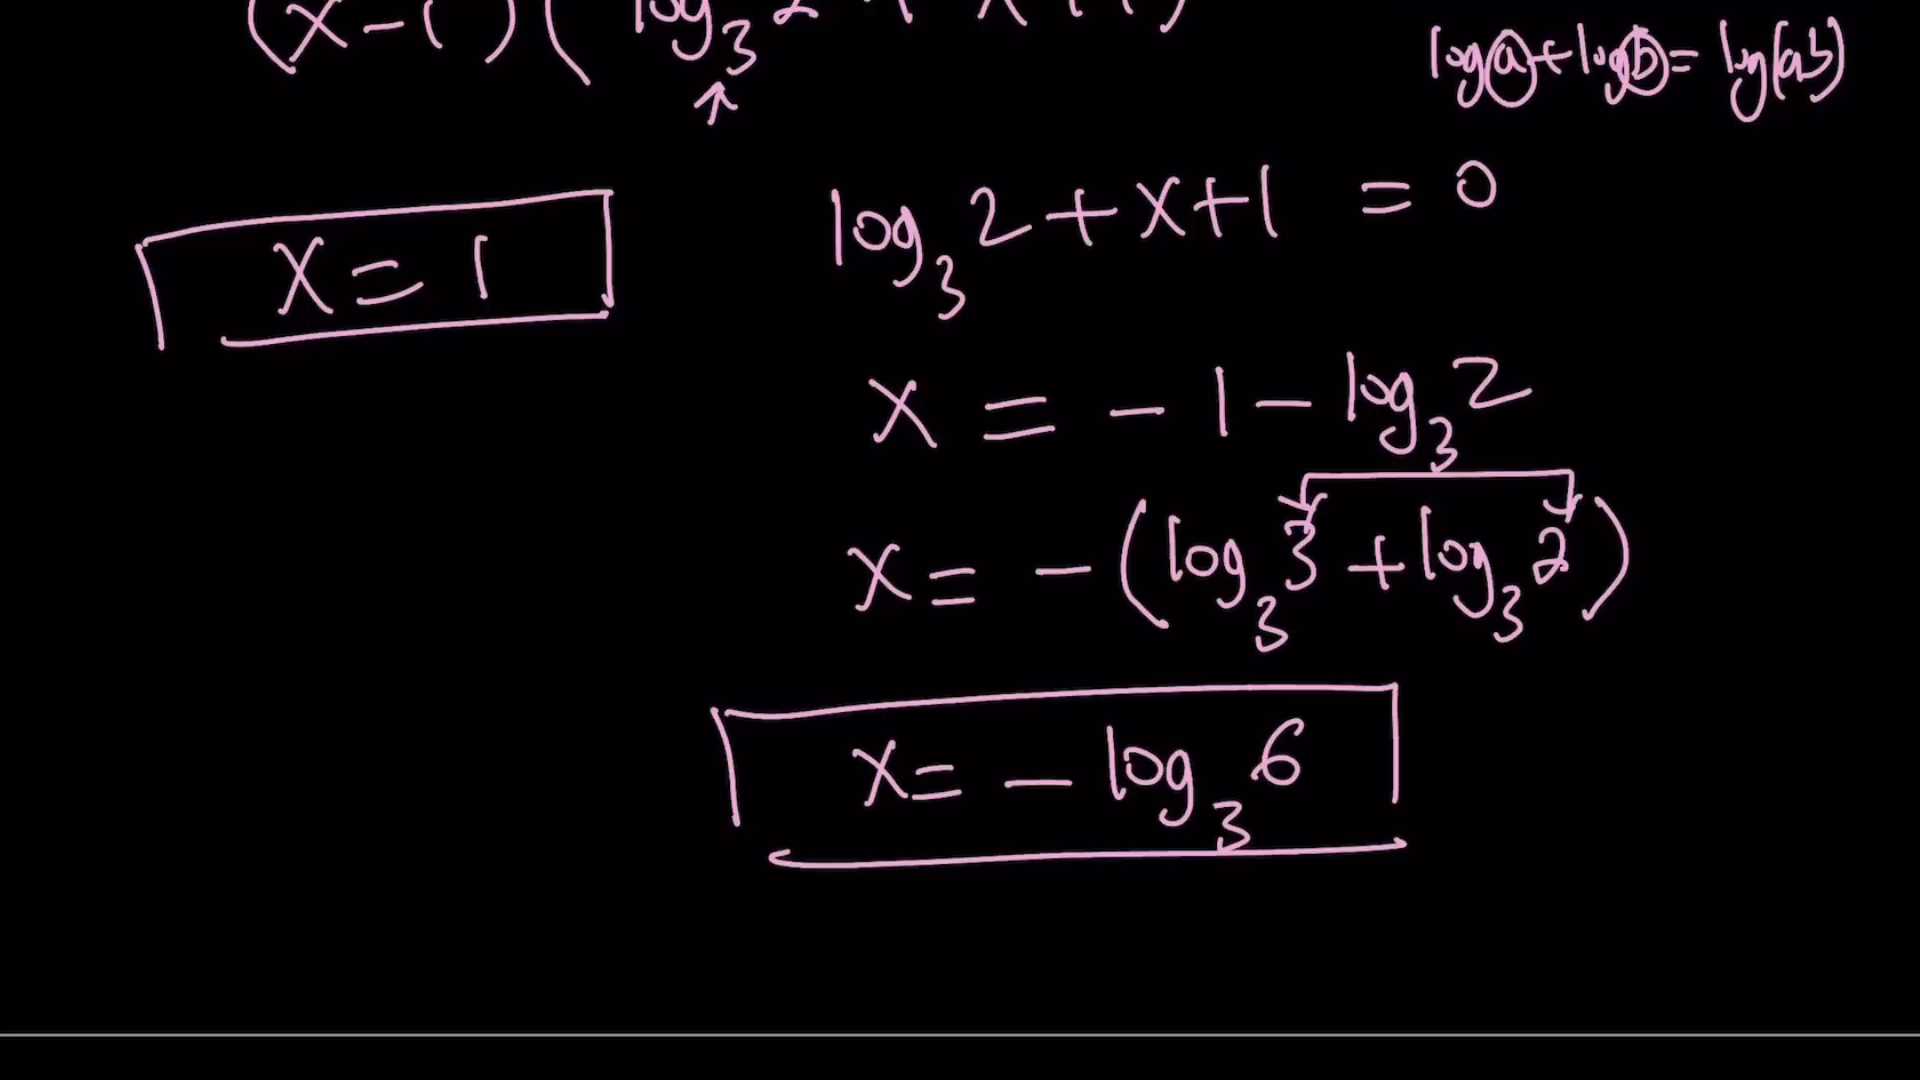 (x-1)(log₃2 + x+1)
log a + log b = log(ab)
log₃2+x+1 = 0
x = 1
x = -1-log₃2
x = -(log₃3 + log₃2)
x = -log₃6